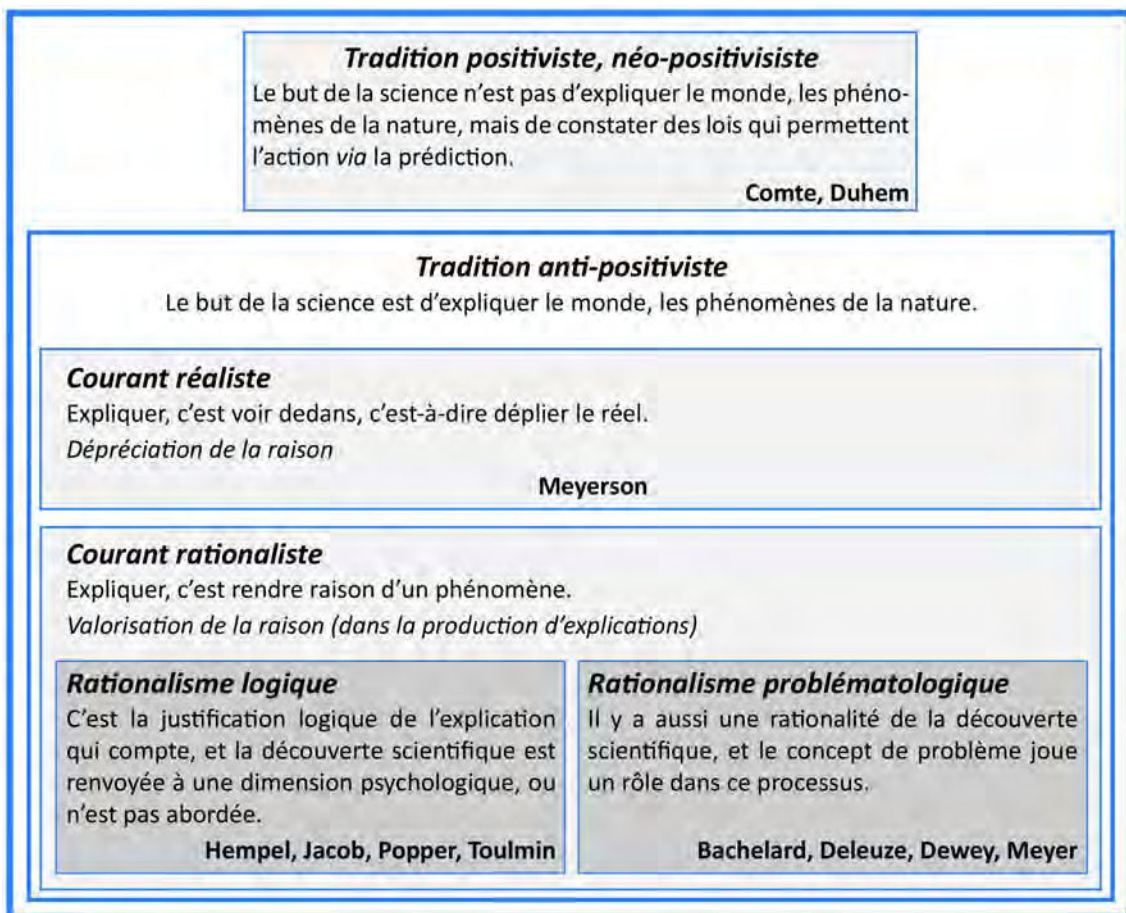 Tradition positiviste, néo-positivisiste
Le but de la science n’est pas d’expliquer le monde, les phéno-
mènes de la nature, mais de constater des lois qui permettent
l’action via la prédiction.
Comte, Duhem
Tradition anti-positiviste
Le but de la science est d’expliquer le monde, les phénomènes de la nature.
Courant réaliste
Expliquer, c’est voir dedans, c’est-à-dire déplier le réel.
Dépréciation de la raison
Meyerson
Courant rationaliste
Expliquer, c’est rendre raison d’un phénomène.
Valorisation de la raison (dans la production d’explications)
Rationalisme logique
C’est la justification logique de l’explication
qui compte, et la découverte scientifique est
renvoyée à une dimension psychologique, ou
n’est pas abordée.
Hempel, Jacob, Popper, Toulmin
Rationalisme problématologique
Il y a aussi une rationalité de la découverte
scientifique, et le concept de problème joue
un rôle dans ce processus.
Bachelard, Deleuze, Dewey, Meyer